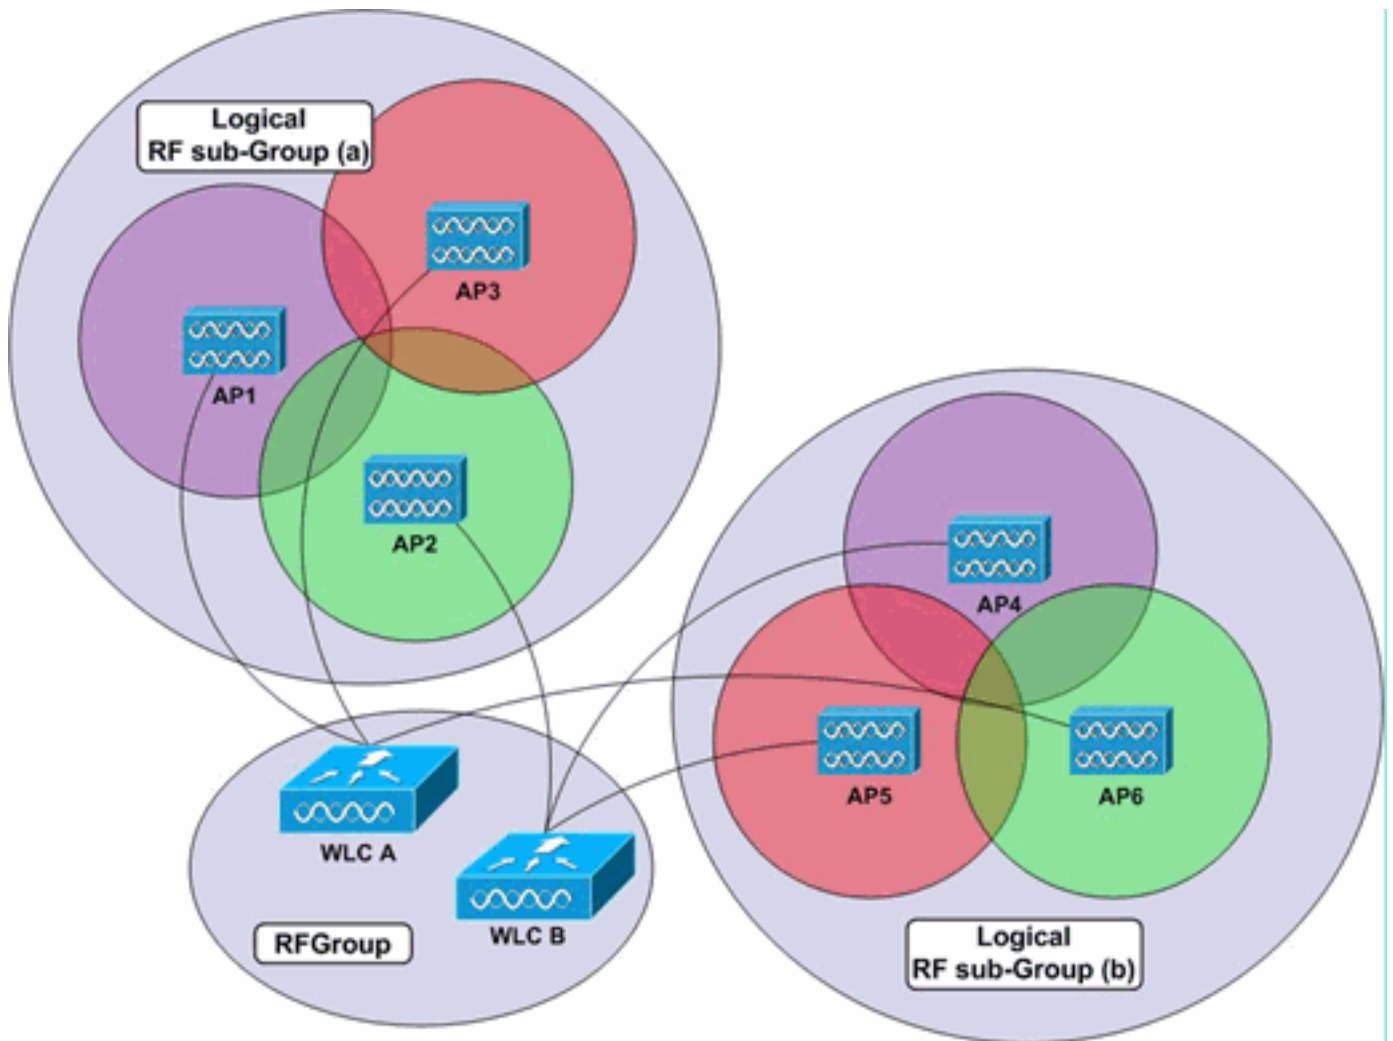 Logical
RF sub-Group (a)
AP3
AP1
AP2
AP4
AP5
AP6
WLC A
WLC B
RFGroup
Logical
RF sub-Group (b)